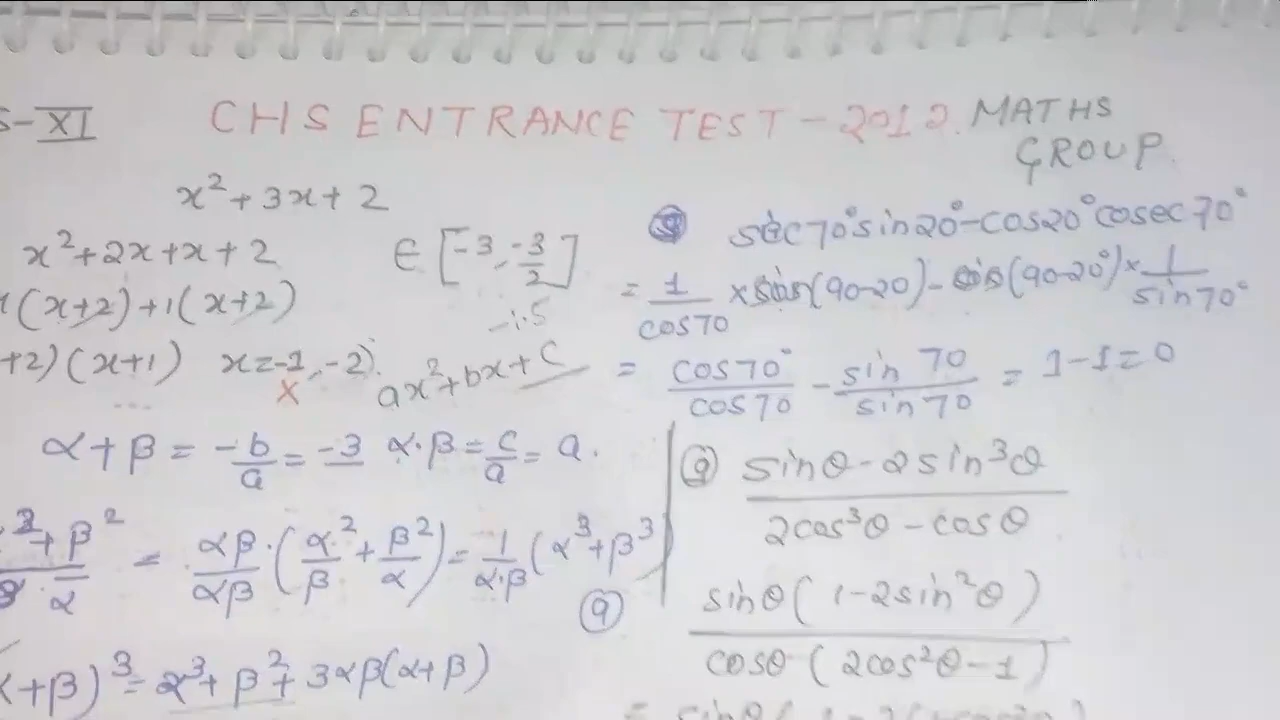 S-XI CHS ENTRANCE TEST-2012. MATHS GROUP.
x²+3x+2
x²+2x+x+2 ∈ [-3, -3/2]
(x+2)+1(x+2) -1.5
+2)(x+1) x=-1,-2). ax²+bx+c
X
...
α+β = -b/a = -3 α·β = c/a = a.
+β²/α = αβ/αβ·(α²/β + β²/α) = 1/α·β (α³+β³)
+β)³= α³+β²+3αβ(α+β)
sec70°sin20°-cos20°cosec70°
= 1/cos70 × (90-20) - (90-20°) × 1/sin70°
= cos70°/cos70 - sin70/sin70 = 1-1=0
9
9 sinθ-2sin³θ/2cos³θ-cosθ
sinθ(1-2sin²θ)/cosθ(2cos²θ-1)